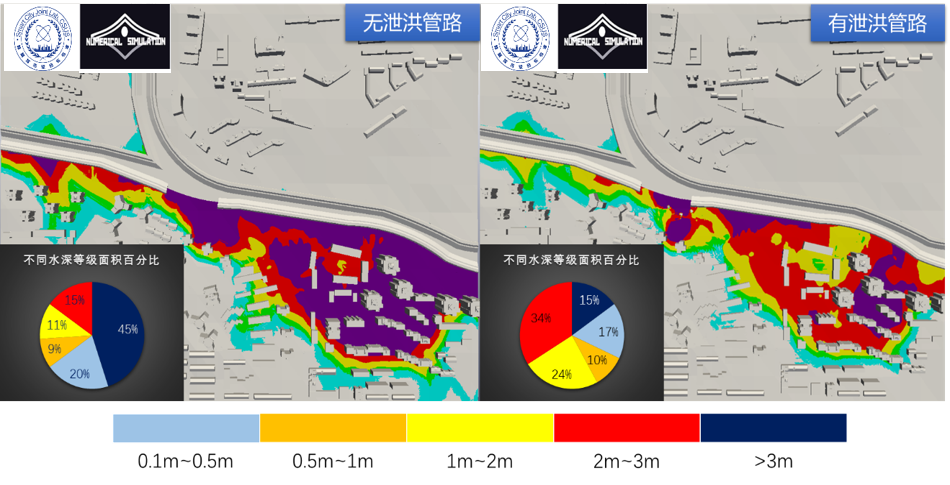 Smart City Joint Lab, CSUS
NUMERICAL SIMULATION
无泄洪管路
Smart City Joint Lab, CSUS
NUMERICAL SIMULATION
有泄洪管路
不同水深等级面积百分比
15%
11%
45%
9%
20%
不同水深等级面积百分比
15%
34%
17%
10%
24%
0.1m~0.5m
0.5m~1m
1m~2m
2m~3m
>3m